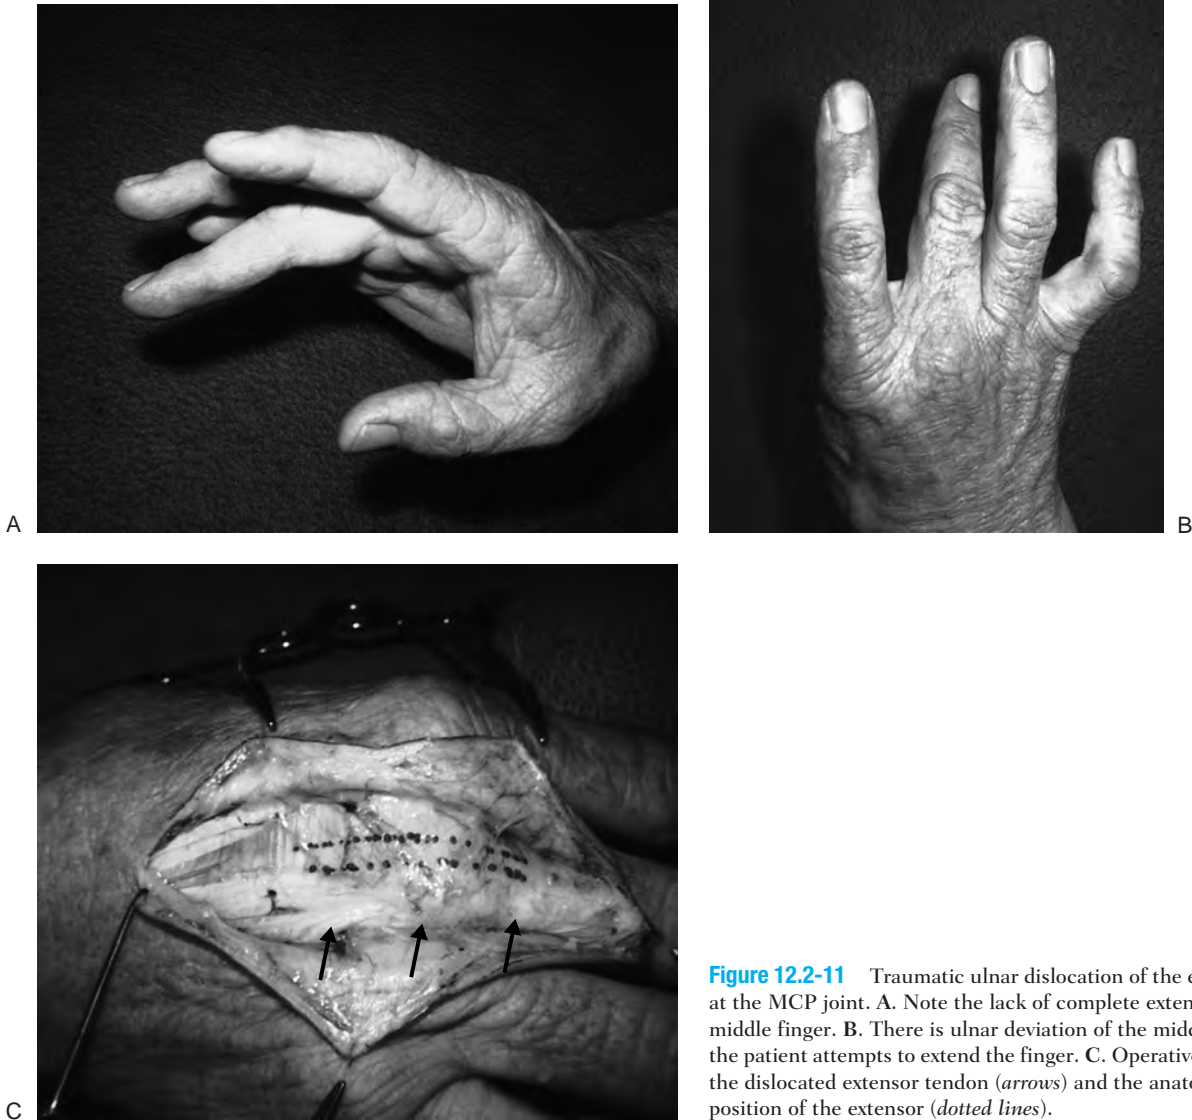 A
B
C
Figure 12.2-11 Traumatic ulnar dislocation of the
at the MCP joint. A. Note the lack of complete
middle finger. B. There is ulnar deviation of the
the patient attempts to extend the finger. C.
the dislocated extensor tendon (arrows) and the
position of the extensor (dotted lines).